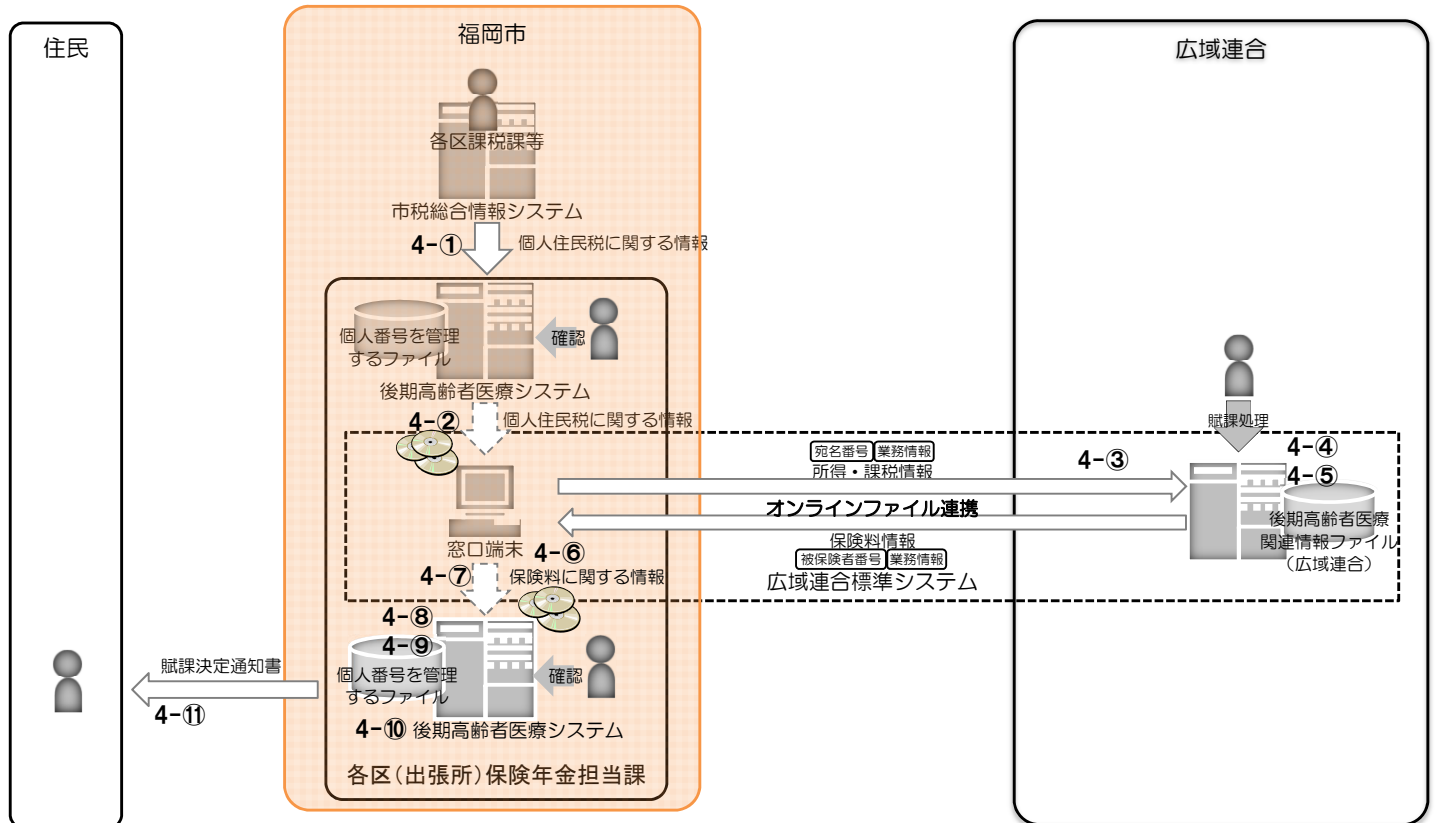 住民
福岡市
広域連合
各区課税課等
市税総合情報システム
4-①
個人住民税に関する情報
個人番号を管理
するファイル
確認
後期高齢者医療システム
4-②
個人住民税に関する情報
宛名番号 業務情報
所得・課税情報
4-③
賦課処理
4-④
4-⑤
オンラインファイル連携
後期高齢者医療
関連情報ファイル
（広域連合）
窓口端末
4-⑥
保険料情報
被保険者番号 業務情報
広域連合標準システム
4-⑦
保険料に関する情報
4-⑧
4-⑨
個人番号を管理
するファイル
確認
賦課決定通知書
4-⑪
4-⑩ 後期高齢者医療システム
各区（出張所）保険年金担当課